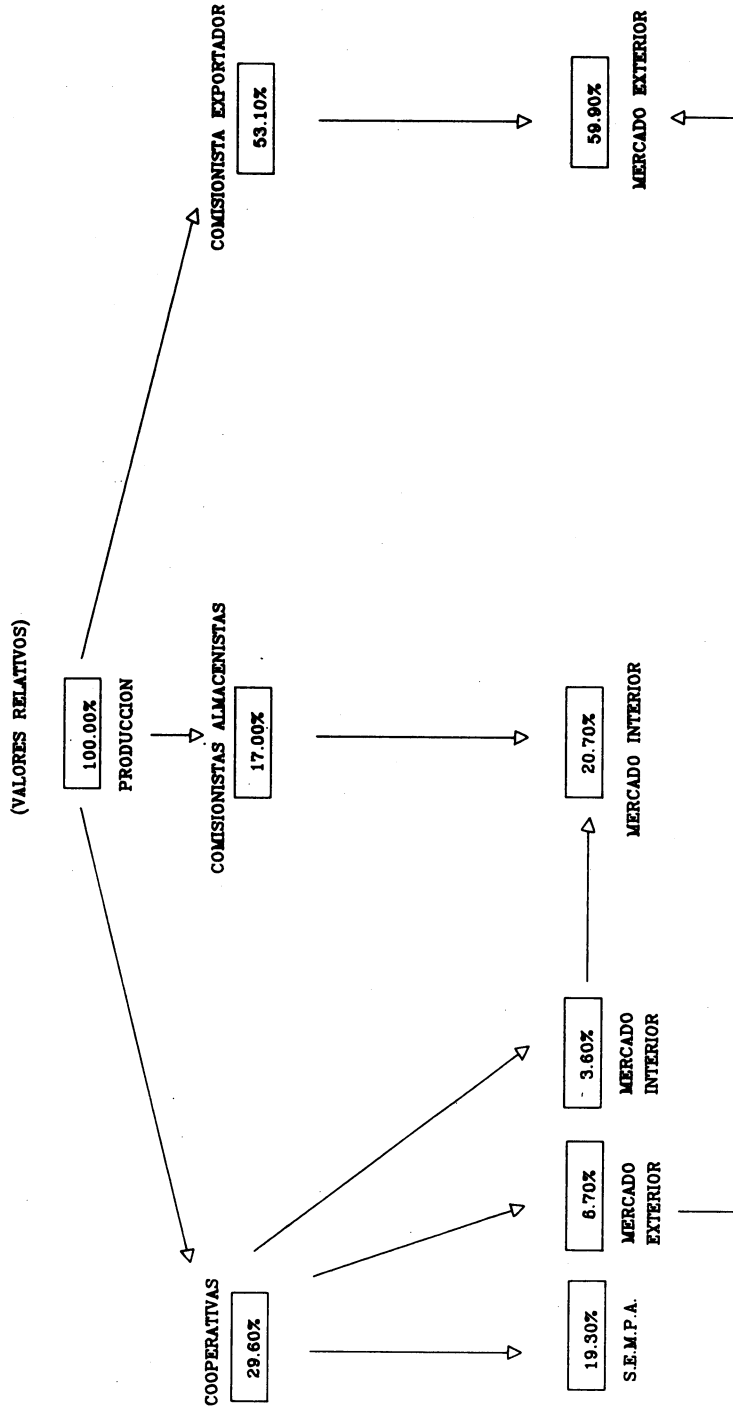 (VALORES RELATIVOS)
100.00%
PRODUCCION
COOPERATIVAS
29.60%
COMISIONISTAS ALMACENISTAS
17.00%
COMISIONISTA EXPORTADOR
53.10%
19.30%
S.E.M.P.A.
6.70%
MERCADO
EXTERIOR
3.60%
MERCADO
INTERIOR
20.70%
MERCADO INTERIOR
59.90%
MERCADO EXTERIOR